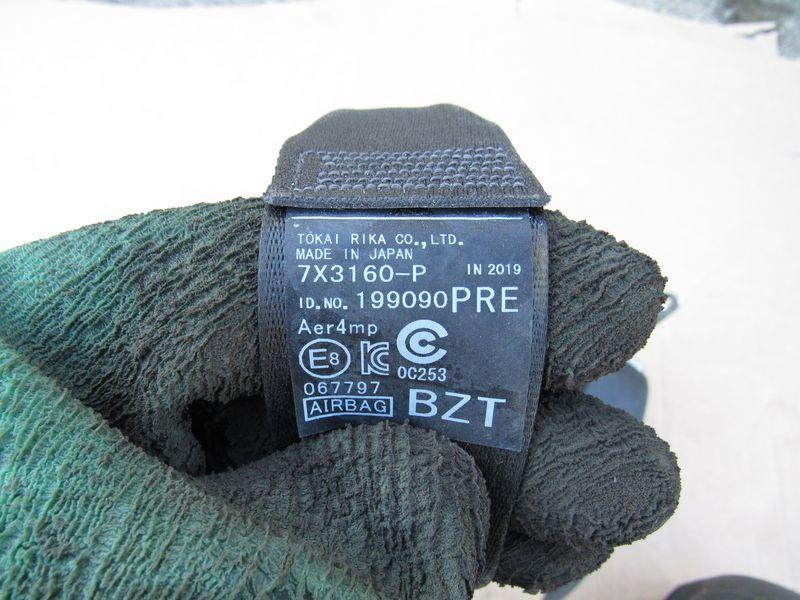 TOKAI RIKA CO.,LTD.
MADE IN JAPAN
7X3160-P IN 2019
ID.NO. 199090PRE
Aer4mp
E8 KC C
0C253
067797
AIRBAG BZT